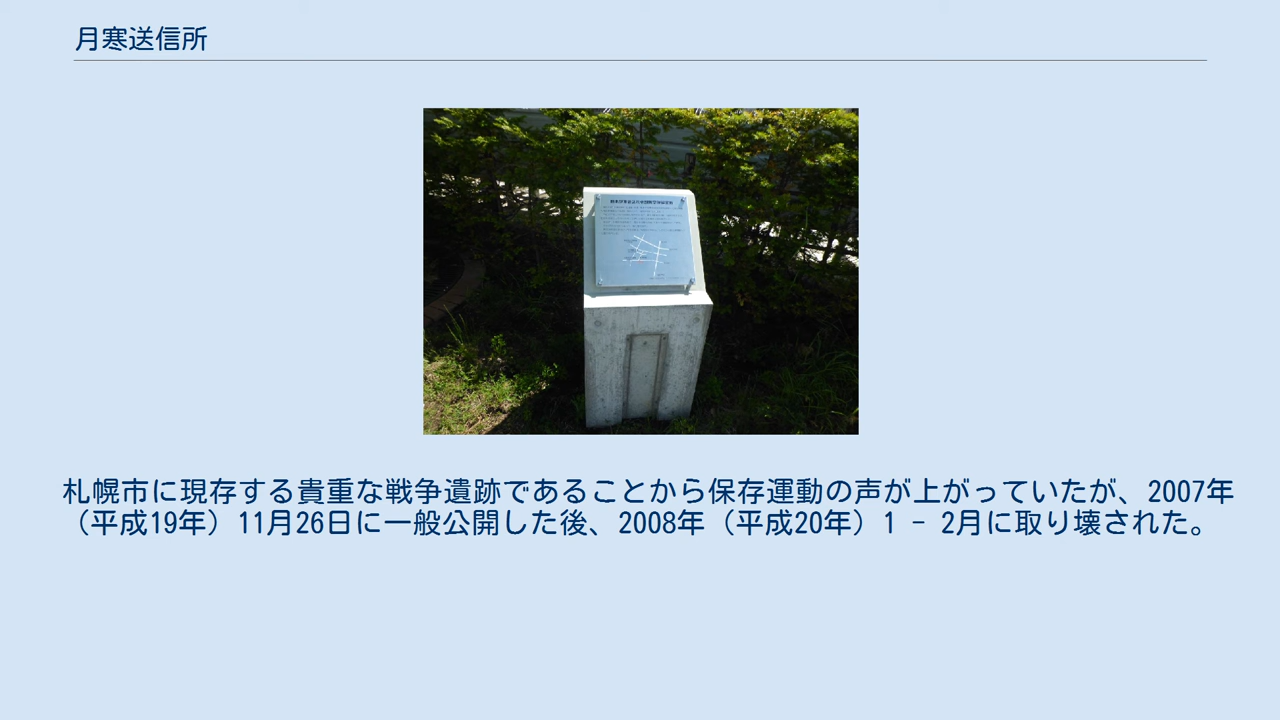 月寒送信所
札幌市に現存する貴重な戦争遺跡であることから保存運動の声が上がっていたが、2007年
（平成19年）11月26日に一般公開した後、2008年（平成20年）1 - 2月に取り壊された。